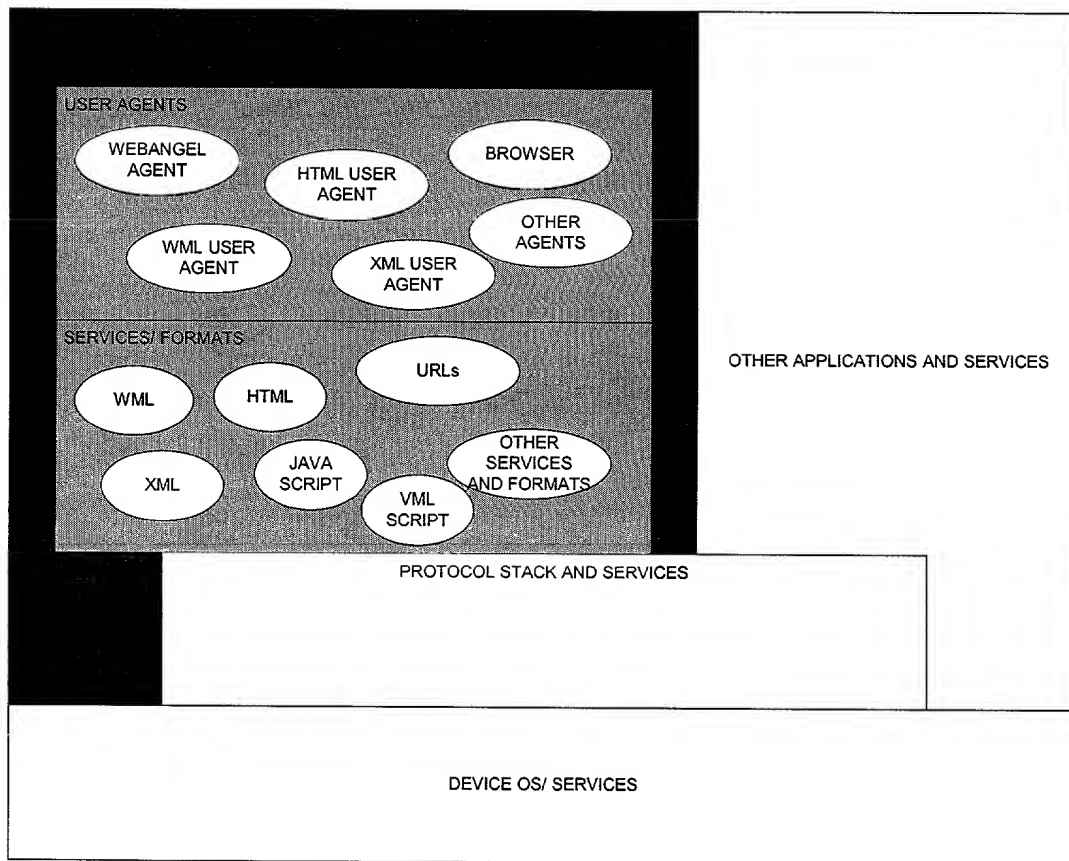 USER AGENTS
WEBANGEL
AGENT
HTML USER
AGENT
BROWSER
OTHER
AGENTS
WML USER
AGENT
XML USER
AGENT
SERVICES/ FORMATS
WML
HTML
URLs
XML
JAVA
SCRIPT
VML
SCRIPT
OTHER
SERVICES
AND FORMATS
OTHER APPLICATIONS AND SERVICES
PROTOCOL STACK AND SERVICES
DEVICE OS/ SERVICES